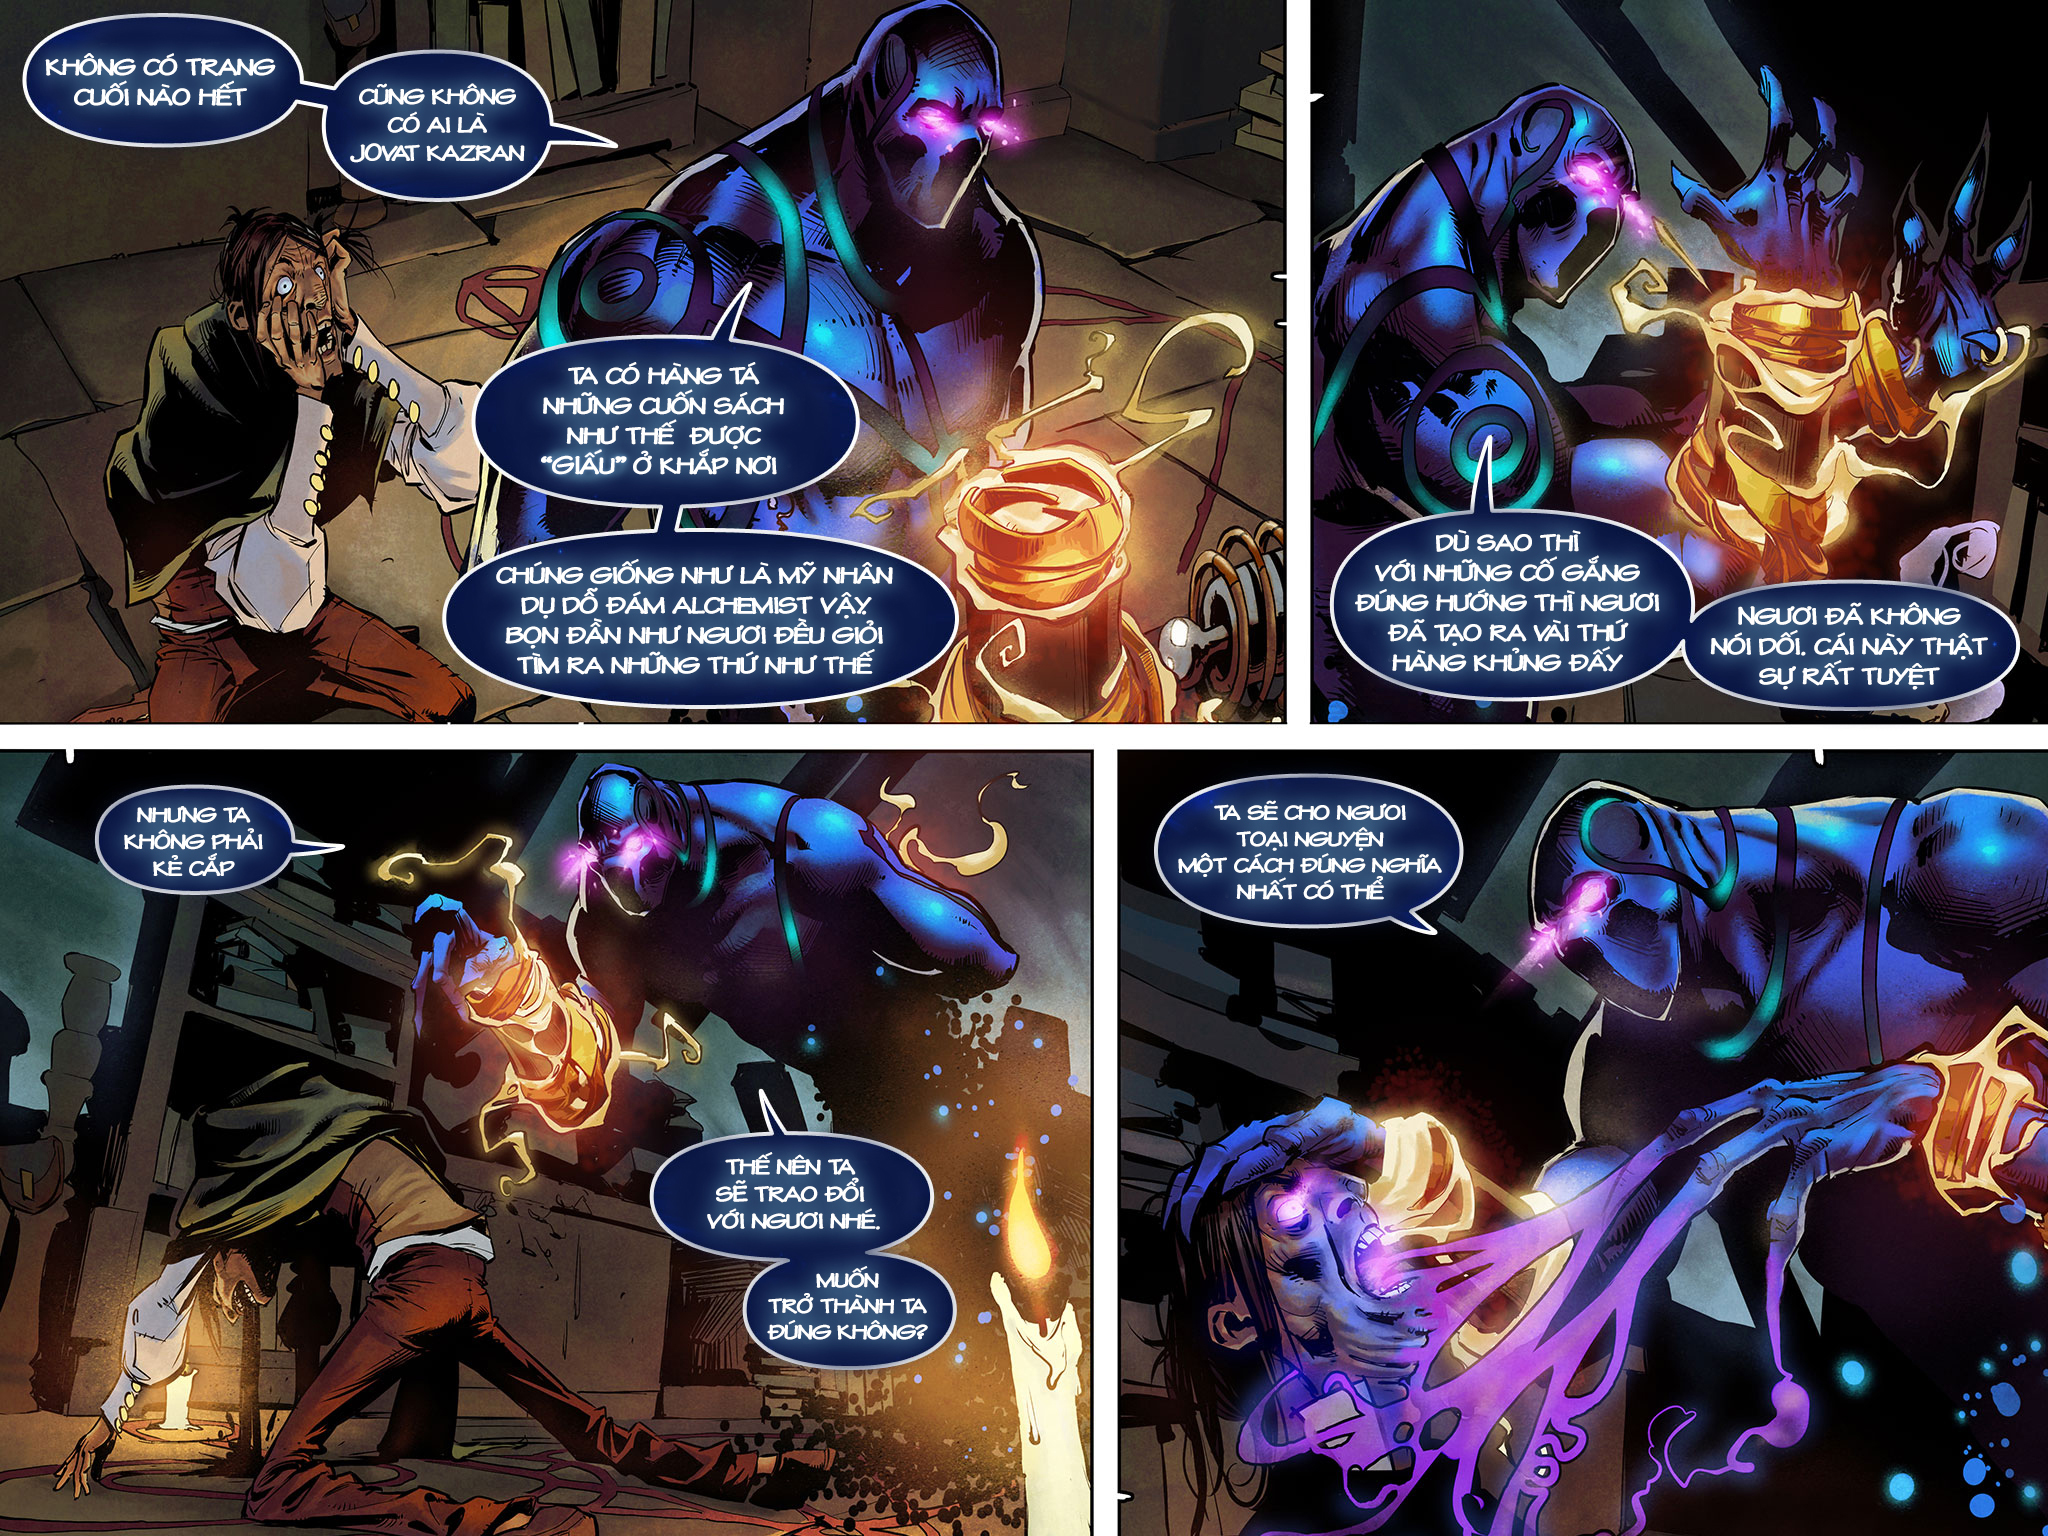 KHÔNG CÓ TRANG
CUỐI NÀO HẾT
CŨNG KHÔNG
CÓ AI LÀ
JOVAT KAZRAN
TA CÓ HÀNG TÁ
NHỮNG CUỐN SÁCH
NHƯ THẾ ĐƯỢC
“GIẤU” Ở KHẮP NƠI
CHÚNG GIỐNG NHƯ LÀ MỸ NHÂN
DỤ DỖ ĐÁM ALCHEMIST VẬY.
BỌN ĐẦN NHƯ NGƯƠI ĐỀU GIỎI
TÌM RA NHỮNG THỨ NHƯ THẾ
DÙ SAO THÌ
VỚI NHỮNG CỐ GẮNG
ĐÚNG HƯỚNG THÌ NGƯƠI
ĐÃ TẠO RA VÀI THỨ
HÀNG KHỦNG ĐẤY
NGƯƠI ĐÃ KHÔNG
NÓI DỐI. CÁI NÀY THẬT
SỰ RẤT TUYỆT
NHƯNG TA
KHÔNG PHẢI
KẺ CẮP
THẾ NÊN TA
SẼ TRAO ĐỔI
VỚI NGƯƠI NHÉ.
MUỐN
TRỞ THÀNH TA
ĐÚNG KHÔNG?
TA SẼ CHO NGƯƠI
TOẠI NGUYỆN
MỘT CÁCH ĐÚNG NGHĨA
NHẤT CÓ THỂ